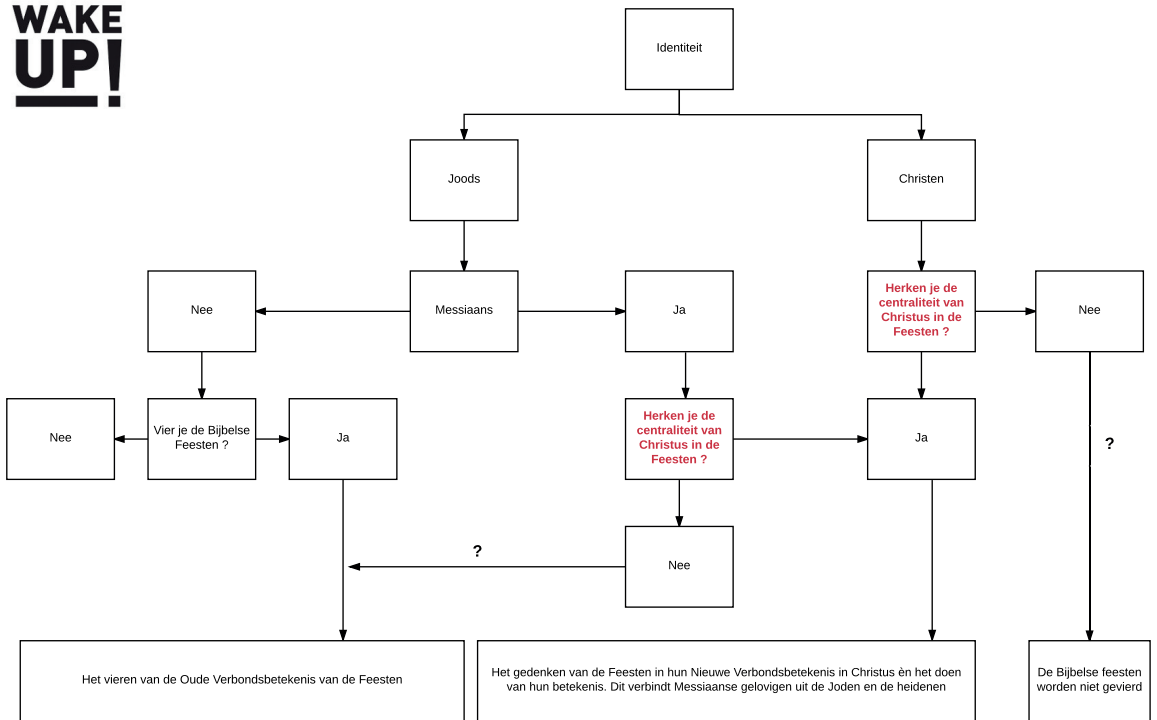 WAKE
UP!
Identiteit
Joods
Christen
Nee
Messiaans
Ja
Herken je de
centraliteit van
Christus in de
Feesten ?
Nee
Nee
Vier je de Bijbelse
Feesten ?
Ja
Herken je de
centraliteit van
Christus in de
Feesten ?
Ja
?
?
Nee
Het vieren van de Oude Verbondsbetekenis van de Feesten
Het gedenken van de Feesten in hun Nieuwe Verbondsbetekenis in Christus èn het doen
van hun betekenis. Dit verbindt Messiaanse gelovigen uit de Joden en de heidenen
De Bijbelse feesten
worden niet gevierd